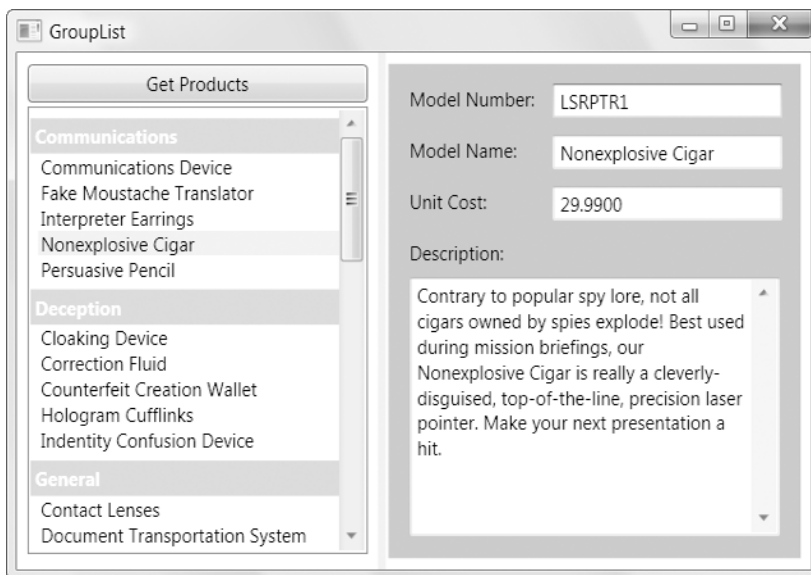 GroupList
Get Products
Communications
Communications Device
Fake Moustache Translator
Interpreter Earrings
Nonexplosive Cigar
Persuasive Pencil
Deception
Cloaking Device
Correction Fluid
Counterfeit Creation Wallet
Hologram Cufflinks
Indentity Confusion Device
General
Contact Lenses
Document Transportation System
Model Number: LSRPTR1
Model Name: Nonexplosive Cigar
Unit Cost: 29.9900
Description:
Contrary to popular spy lore, not all
cigars owned by spies explode! Best used
during mission briefings, our
Nonexplosive Cigar is really a cleverly-
disguised, top-of-the-line, precision laser
pointer. Make your next presentation a
hit.